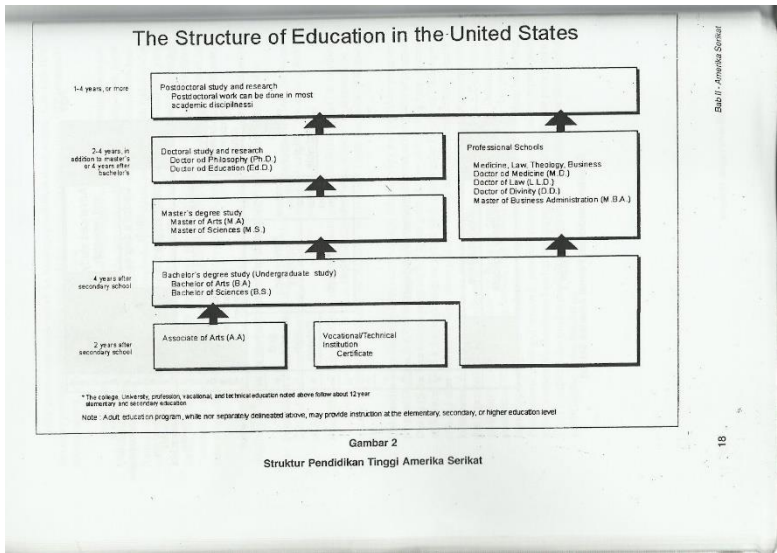 The Structure of Education in the United States
Bab II - Amerika Serikat
1-4 years, or more
Postdoctoral study and research
Postdoctoral work can be done in most
academic disciplinessi
2-4 years, in
addition to master's
or 4 years after
bachelor's
Doctoral study and research
Doctor od Philosophy (Ph.D.)
Doctor od Education (Ed.D.)
Professional Schools
Medicine, Law, Theology, Business
Doctor od Medicine (M.D.)
Doctor of Law (L.L.D.)
Doctor of Divinity (D.D.)
Master of Business Administration (M.B.A.)
Master's degree study
Master of Arts (M.A)
Master of Sciences (M.S.)
4 years after
secondary school
Bachelor's degree study (Undergraduate study)
Bachelor of Arts (B.A)
Bachelor of Sciences (B.S.)
2 years after
secondary school
Associate of Arts (A.A)
Vocational/Technical
Institution
Certificate
* The college, University, profession, vacational, and technical education noted above follow about 12 year
elementary and secondary education
Note : Adult education program, while nor separately delineated above, may provide instruction at the elementary, secondary, or higher education level
Gambar 2
Struktur Pendidikan Tinggi Amerika Serikat
18